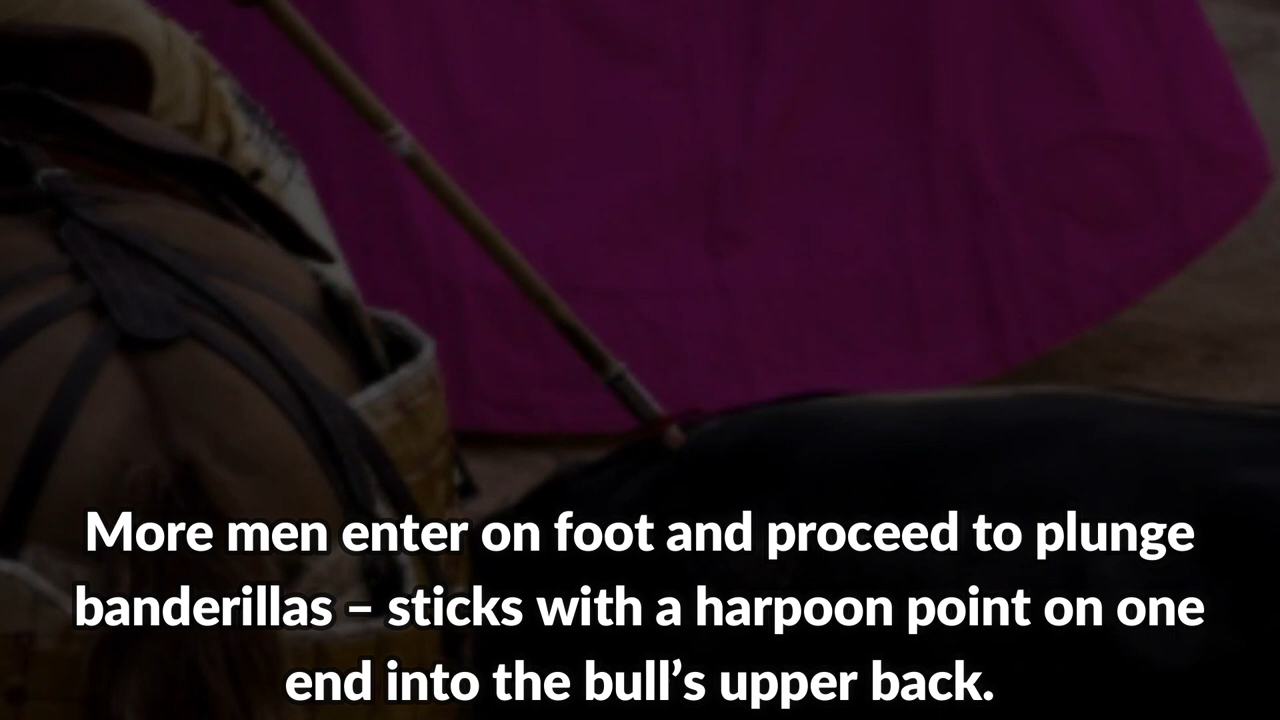 More men enter on foot and proceed to plunge
banderillas – sticks with a harpoon point on one
end into the bull’s upper back.